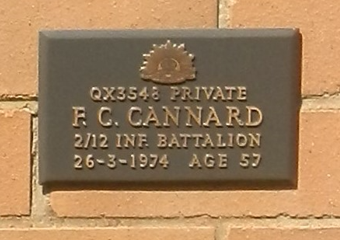 QX3548 PRIVATE
F. C. CANNARD
2/12 INF. BATTALION
26-3-1974 AGE 57